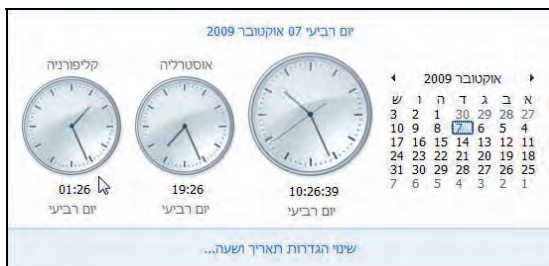 יום רביעי 07 אוקטובר 2009
אוקטובר 2009
א ב ג ד ה ו ש
27 28 29 30 1 2 3
4 5 6 7 8 9 10
11 12 13 14 15 16 17
18 19 20 21 22 23 24
25 26 27 28 29 30 31
1 2 3 4 5 6 7
10:26:39
יום רביעי
אוסטרליה
19:26
יום רביעי
קליפורניה
01:26
יום רביעי
שינוי הגדרות תאריך ושעה...